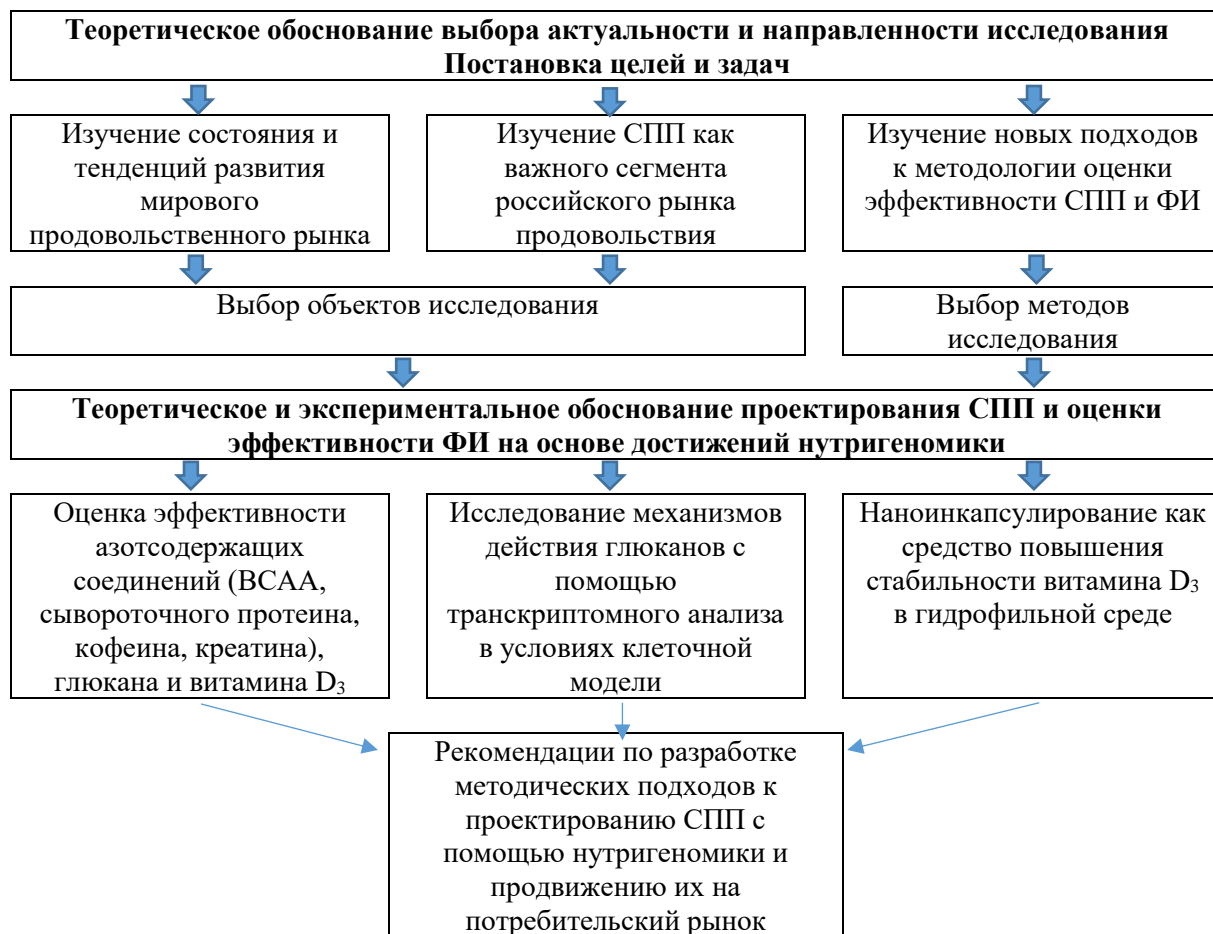 Теоретическое обоснование выбора актуальности и направленности исследования
Постановка целей и задач
Изучение состояния и
тенденций развития
мирового
продовольственного рынка
Изучение СПП как
важного сегмента
российского рынка
продовольствия
Изучение новых подходов
к методологии оценки
эффективности СПП и ФИ
Выбор объектов исследования
Выбор методов
исследования
Теоретическое и экспериментальное обоснование проектирования СПП и оценки
эффективности ФИ на основе достижений нутригеномики
Оценка эффективности
азотсодержащих
соединений (BCAA,
сывороточного протеина,
кофеина, креатина),
глюкана и витамина D₃
Исследование механизмов
действия глюканов с
помощью
транскриптомного анализа
в условиях клеточной
модели
Наноинкапсулирование как
средство повышения
стабильности витамина D₃
в гидрофильной среде
Рекомендации по разработке
методических подходов к
проектированию СПП с
помощью нутригеномики и
продвижению их на
потребительский рынок